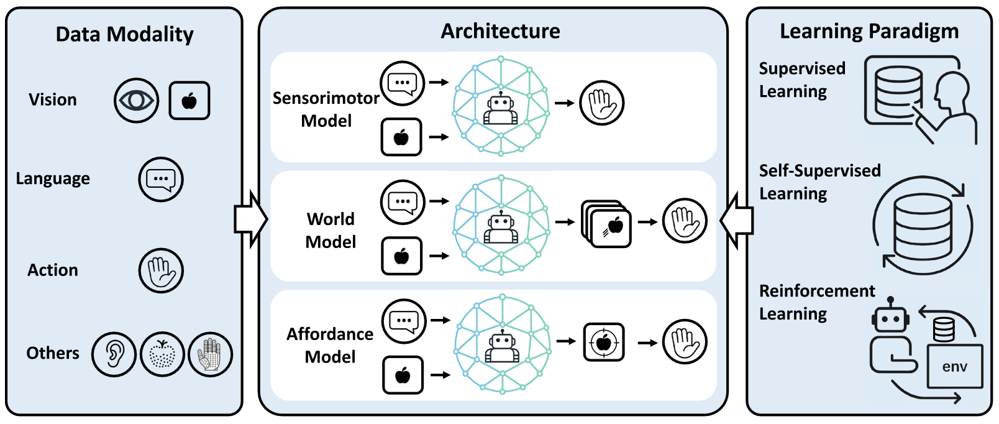 Data Modality
Vision
Language
Action
Others
Architecture
Sensorimotor
Model
World
Model
Affordance
Model
Learning Paradigm
Supervised
Learning
Self-Supervised
Learning
Reinforcement
Learning
env